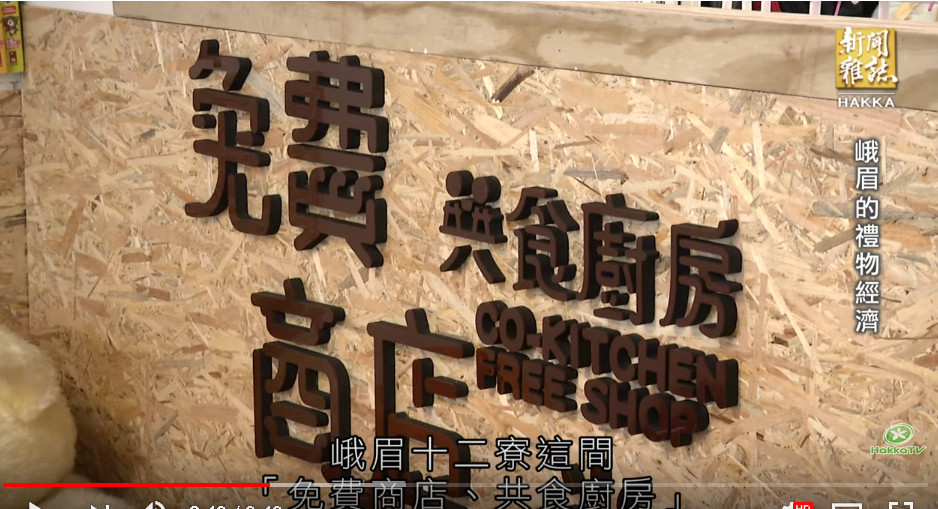 新聞
雜誌
HAKKA
峨眉的禮物經濟
免費
商店
共食廚房
CO-KITCHEN
FREE SHOP
HakkaTV
峨眉十二寮這間
「免費商店、共食廚房」
HD